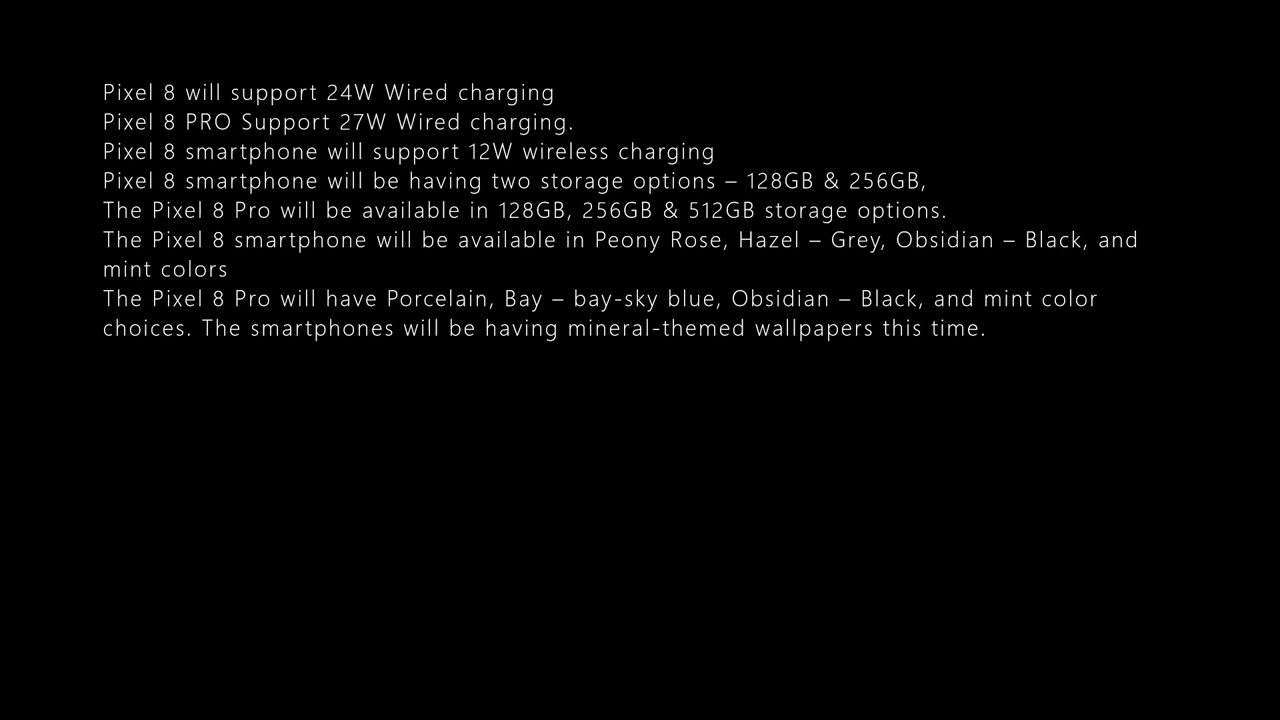 Pixel 8 will support 24W Wired charging
Pixel 8 PRO Support 27W Wired charging.
Pixel 8 smartphone will support 12W wireless charging
Pixel 8 smartphone will be having two storage options – 128GB & 256GB,
The Pixel 8 Pro will be available in 128GB, 256GB & 512GB storage options.
The Pixel 8 smartphone will be available in Peony Rose, Hazel – Grey, Obsidian – Black, and
mint colors
The Pixel 8 Pro will have Porcelain, Bay – bay-sky blue, Obsidian – Black, and mint color
choices. The smartphones will be having mineral-themed wallpapers this time.